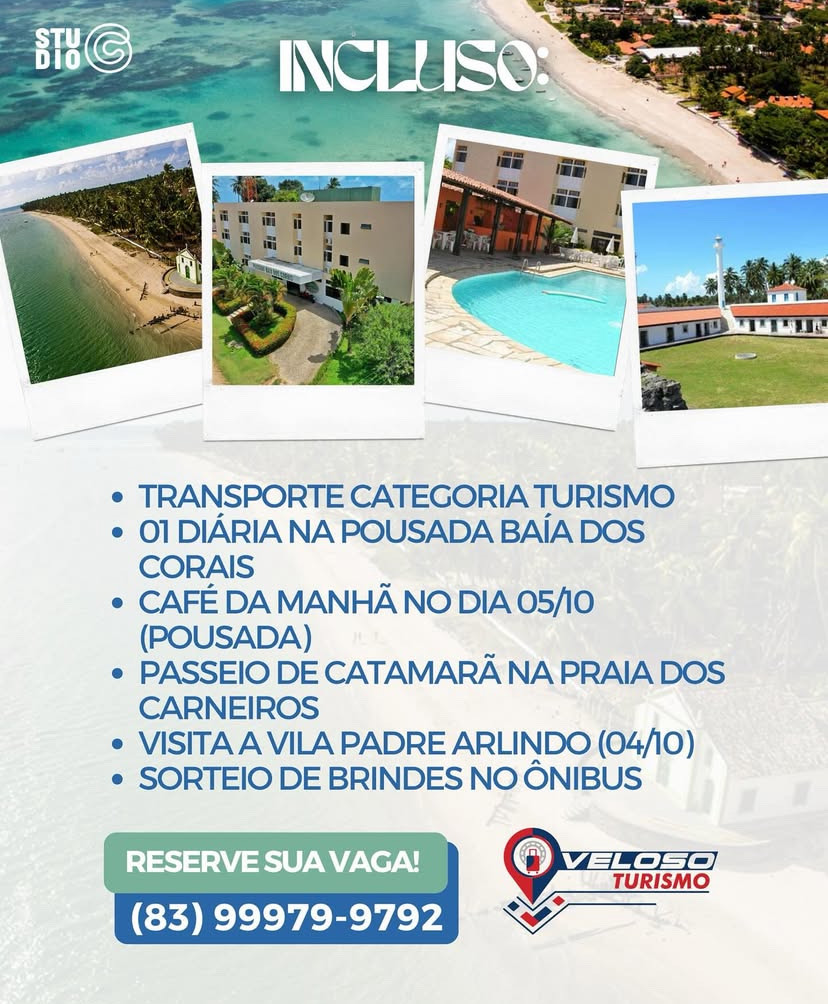 STU
DIO C
INCLUSO:
• TRANSPORTE CATEGORIA TURISMO
• 01 DIÁRIA NA POUSADA BAÍA DOS
CORAIS
• CAFÉ DA MANHÃ NO DIA 05/10
(POUSADA)
• PASSEIO DE CATAMARÃ NA PRAIA DOS
CARNEIROS
• VISITA A VILA PADRE ARLINDO (04/10)
• SORTEIO DE BRINDES NO ÔNIBUS
RESERVE SUA VAGA!
(83) 99979-9792
VELOSO
TURISMO